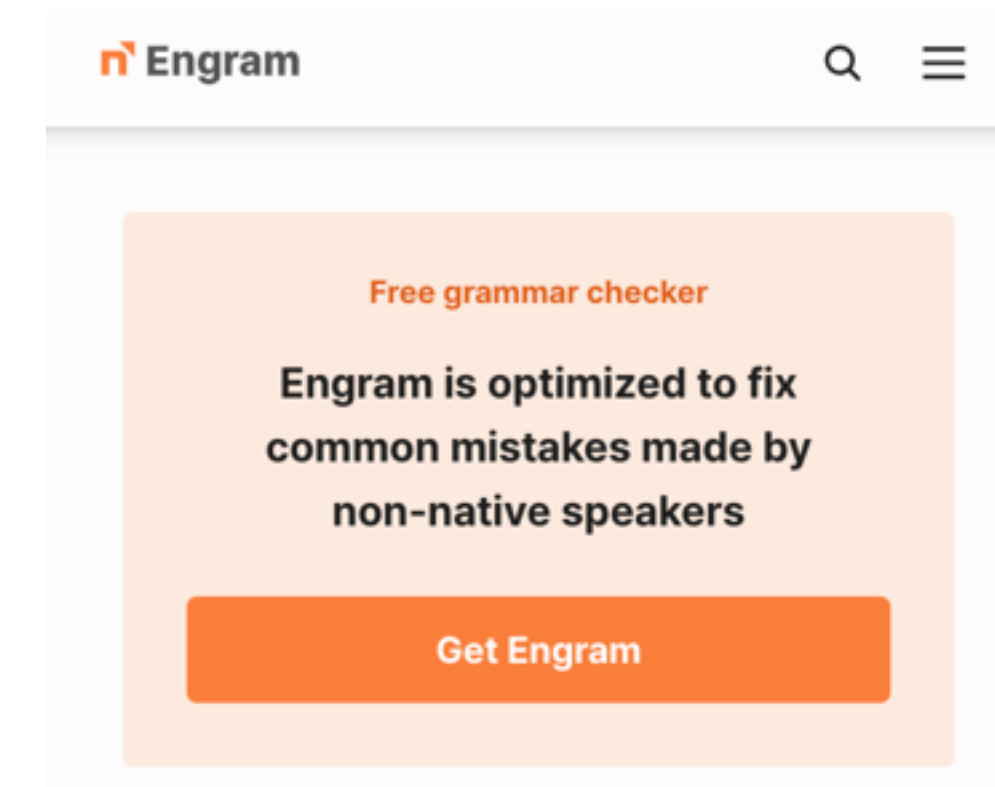 Engram
Free grammar checker
Engram is optimized to fix
common mistakes made by
non-native speakers
Get Engram